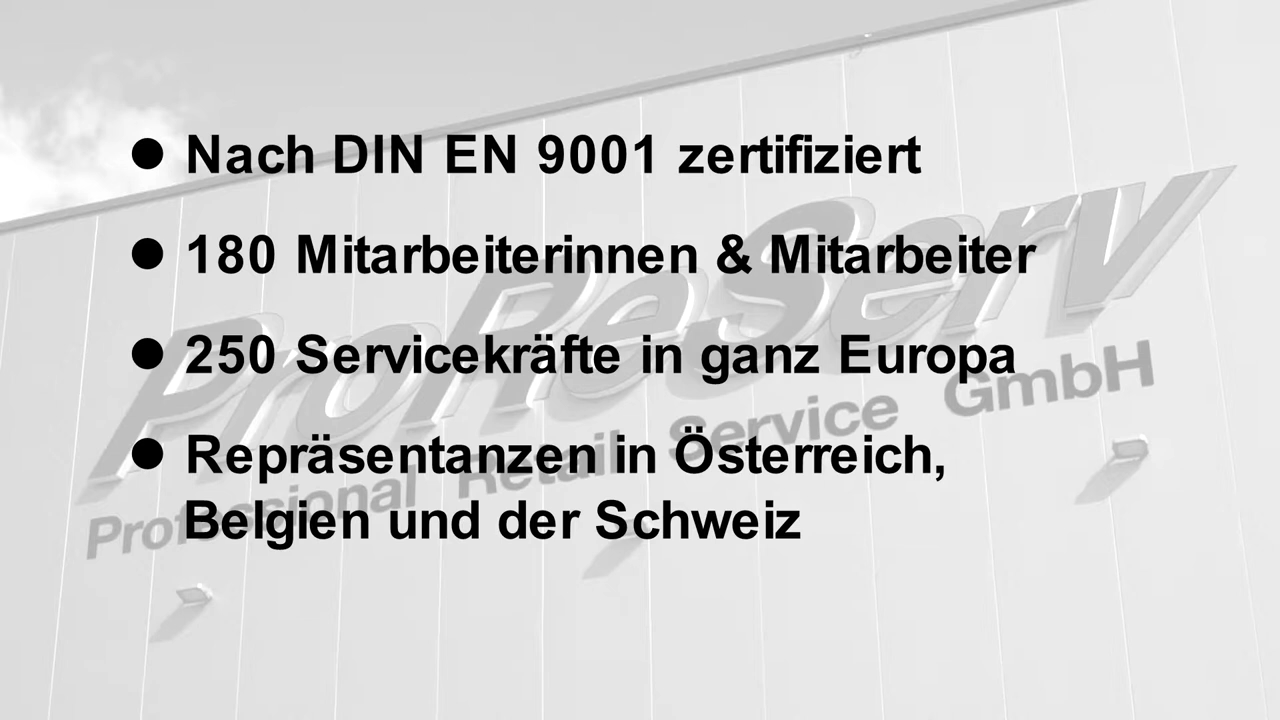 ● Nach DIN EN 9001 zertifiziert
● 180 Mitarbeiterinnen & Mitarbeiter
● 250 Servicekräfte in ganz Europa
● Repräsentanzen in Österreich,
Belgien und der Schweiz
ProReServ
Professional Retail Service GmbH